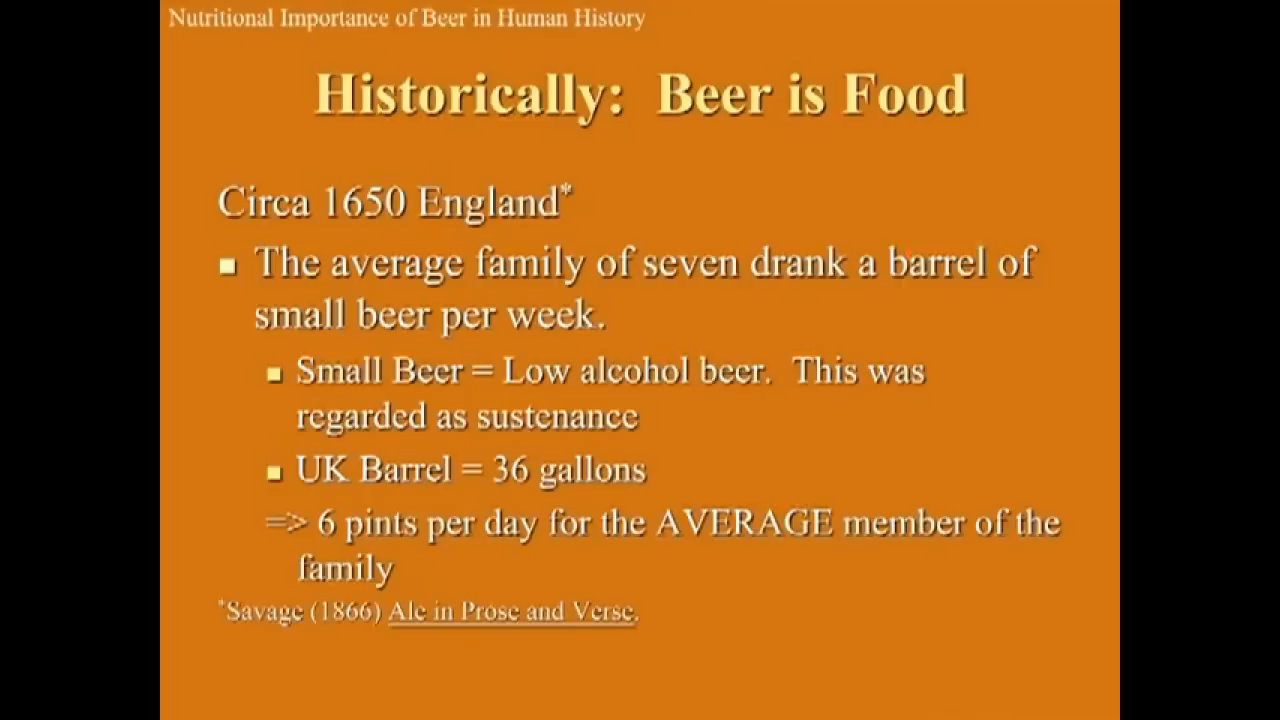 Nutritional Importance of Beer in Human History
Historically: Beer is Food
Circa 1650 England*
The average family of seven drank a barrel of
small beer per week.
Small Beer = Low alcohol beer. This was
regarded as sustenance
UK Barrel = 36 gallons
=> 6 pints per day for the AVERAGE member of the
family
*Savage (1866) Ale in Prose and Verse.